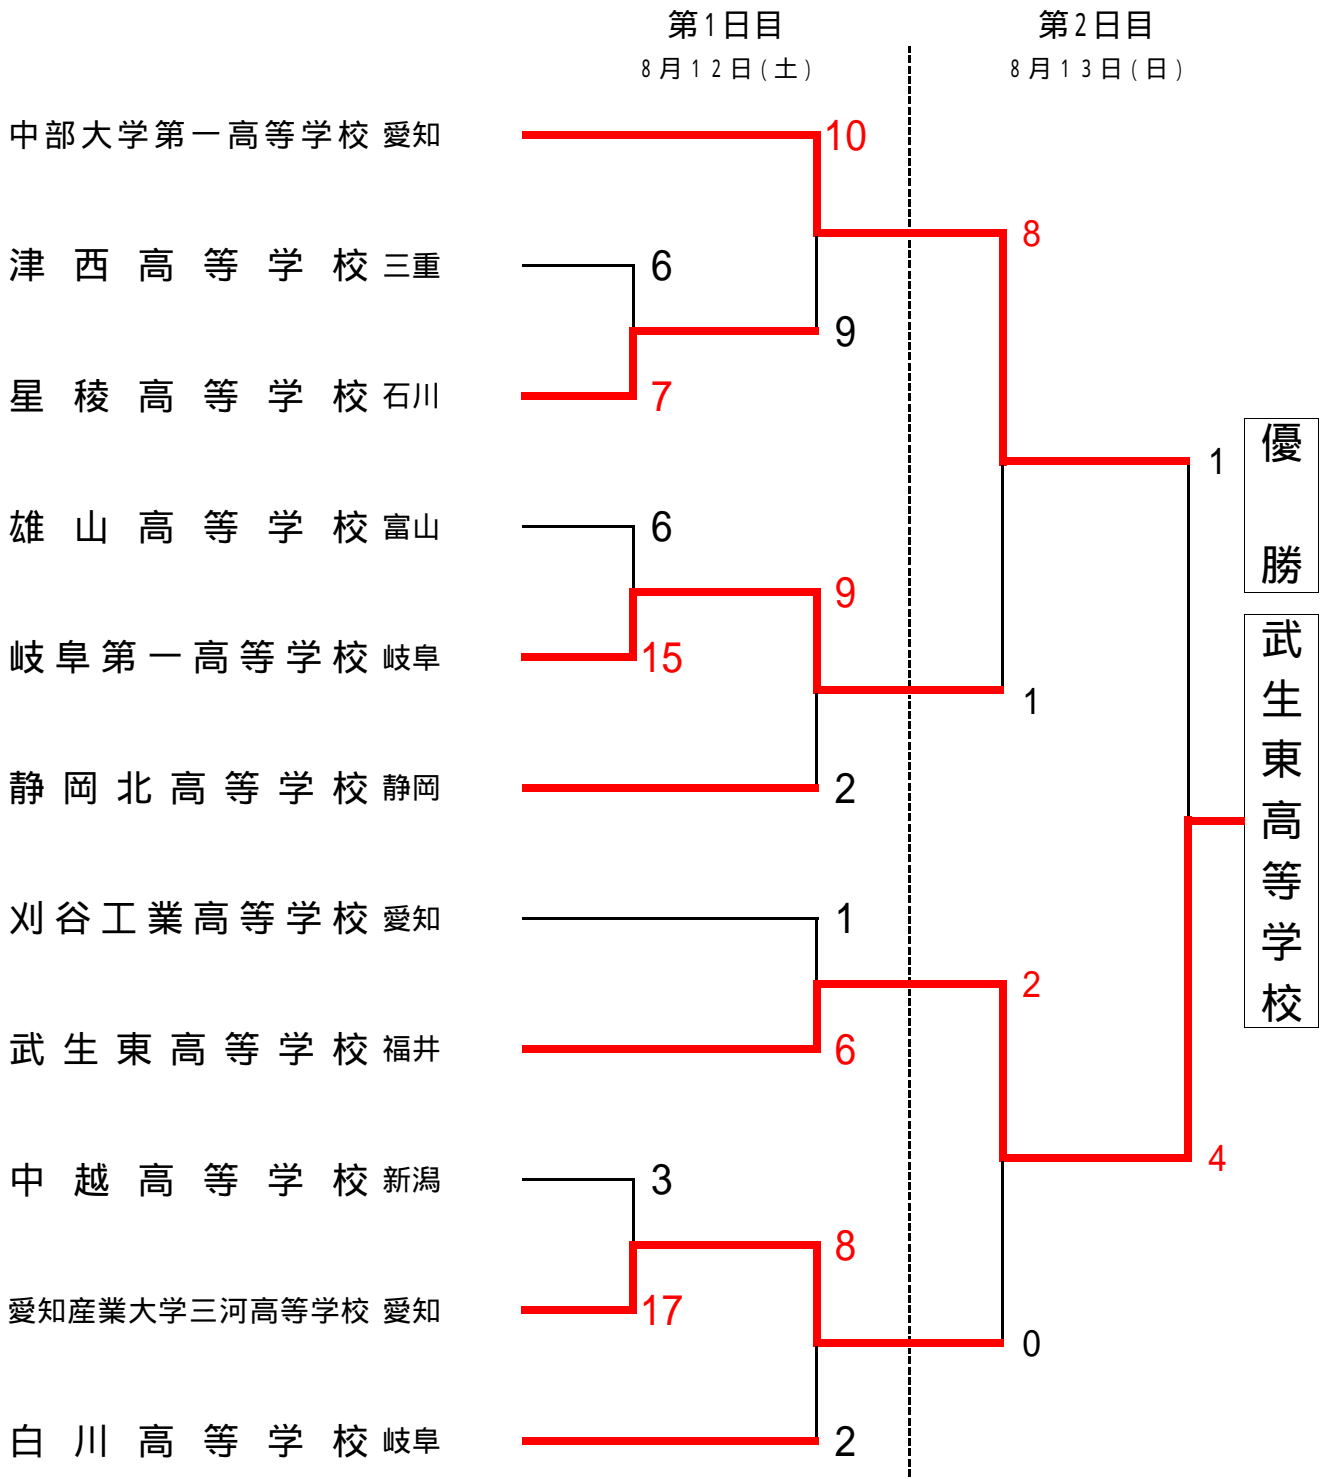 第1日目 第2日目
8月12日(土) 8月13日(日)
中部大学第一高等学校 愛知 10
8
津西高等学校 三重 6
9
星稜高等学校 石川 7
1
雄山高等学校 富山 6
9
岐阜第一高等学校 岐阜 15
1
静岡北高等学校 静岡 2
刈谷工業高等学校 愛知 1
2
武生東高等学校 福井 6
4
中越高等学校 新潟 3
8
愛知産業大学三河高等学校 愛知 17
0
白川高等学校 岐阜 2
優勝
武生東高等学校